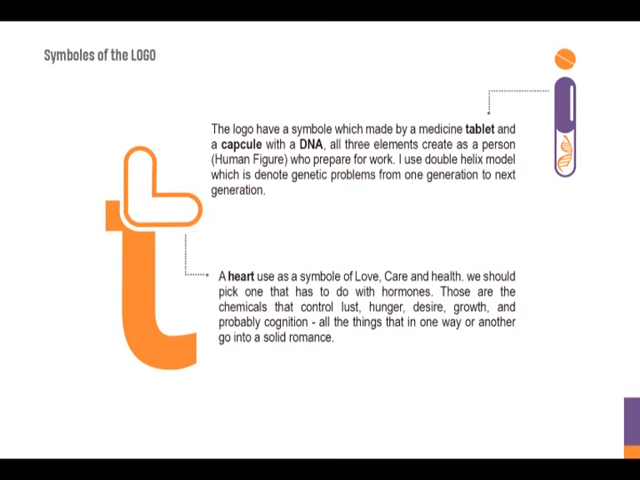 Symboles of the LOGO
The logo have a symbole which made by a medicine tablet and
a capcule with a DNA, all three elements create as a person
(Human Figure) who prepare for work. I use double helix model
which is denote genetic problems from one generation to next
generation.
t
A heart use as a symbole of Love, Care and health. we should
pick one that has to do with hormones. Those are the
chemicals that control lust, hunger, desire, growth, and
probably cognition - all the things that in one way or another
go into a solid romance.